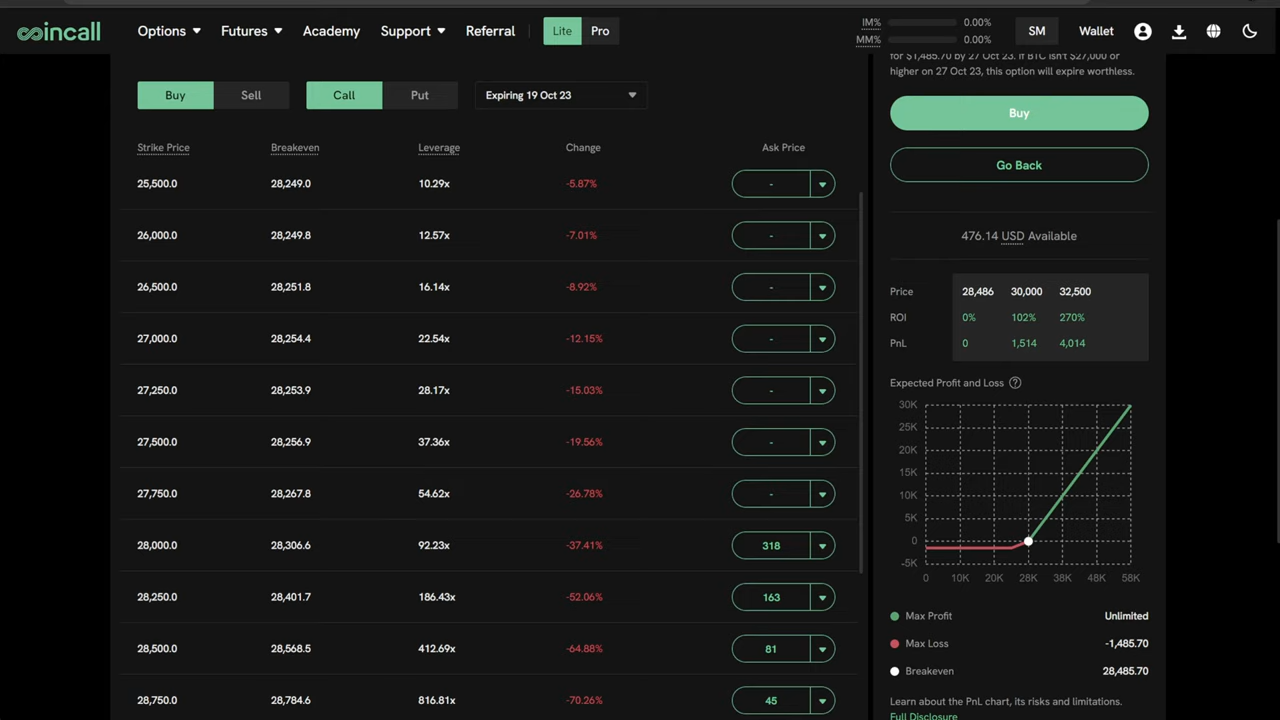 coincall
Options
Futures
Academy
Support
Referral
Lite
Pro
IM% 0.00%
MM% 0.00%
SM
Wallet
Buy
Sell
Call
Put
Expiring 19 Oct 23
Strike Price Breakeven Leverage Change Ask Price
25,500.0 28,249.0 10.29x -5.87% -
26,000.0 28,249.8 12.57x -7.01% -
26,500.0 28,251.8 16.14x -8.92% -
27,000.0 28,254.4 22.54x -12.15% -
27,250.0 28,253.9 28.17x -15.03% -
27,500.0 28,256.9 37.36x -19.56% -
27,750.0 28,267.8 54.62x -26.78% -
28,000.0 28,306.6 92.23x -37.41% 318
28,250.0 28,401.7 186.43x -52.06% 163
28,500.0 28,568.5 412.69x -64.88% 81
28,750.0 28,784.6 816.81x -70.26% 45
for $1,485.70 by 27 Oct 23. If BTC isn't $27,000 or
higher on 27 Oct 23, this option will expire worthless.
Buy
Go Back
476.14 USD Available
Price 28,486 30,000 32,500
ROI 0% 102% 270%
PnL 0 1,514 4,014
Expected Profit and Loss ?
30K
25K
20K
15K
10K
5K
0
-5K
0 10K 20K 28K 38K 48K 58K
Max Profit Unlimited
Max Loss -1,485.70
Breakeven 28,485.70
Learn about the PnL chart, its risks and limitations.
Full Disclosure